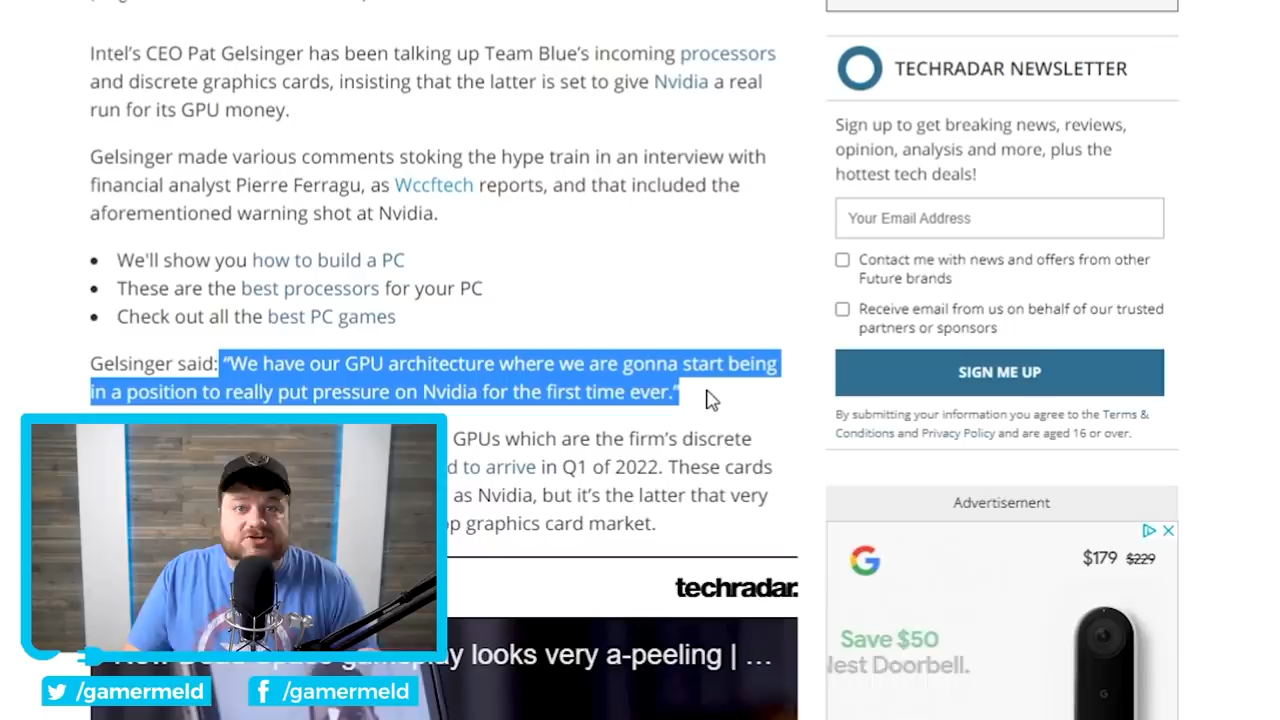 Intel's CEO Pat Gelsinger has been talking up Team Blue's incoming processors
and discrete graphics cards, insisting that the latter is set to give Nvidia a real
run for its GPU money.
Gelsinger made various comments stoking the hype train in an interview with
financial analyst Pierre Ferragu, as Wccftech reports, and that included the
aforementioned warning shot at Nvidia.
We'll show you how to build a PC
These are the best processors for your PC
Check out all the best PC games
Gelsinger said: “We have our GPU architecture where we are gonna start being
in a position to really put pressure on Nvidia for the first time ever.”
GPUs which are the firm's discrete
to arrive in Q1 of 2022. These cards
as Nvidia, but it's the latter that very
graphics card market.
techradar.
gameplay looks very a-peeling | ...
/gamermeld
/gamermeld
TECHRADAR NEWSLETTER
Sign up to get breaking news, reviews,
opinion, analysis and more, plus the
hottest tech deals!
Your Email Address
Contact me with news and offers from other
Future brands
Receive email from us on behalf of our trusted
partners or sponsors
SIGN ME UP
By submitting your information you agree to the Terms &
Conditions and Privacy Policy and are aged 16 or over.
Advertisement
$179 $229
Save $50
Nest Doorbell.